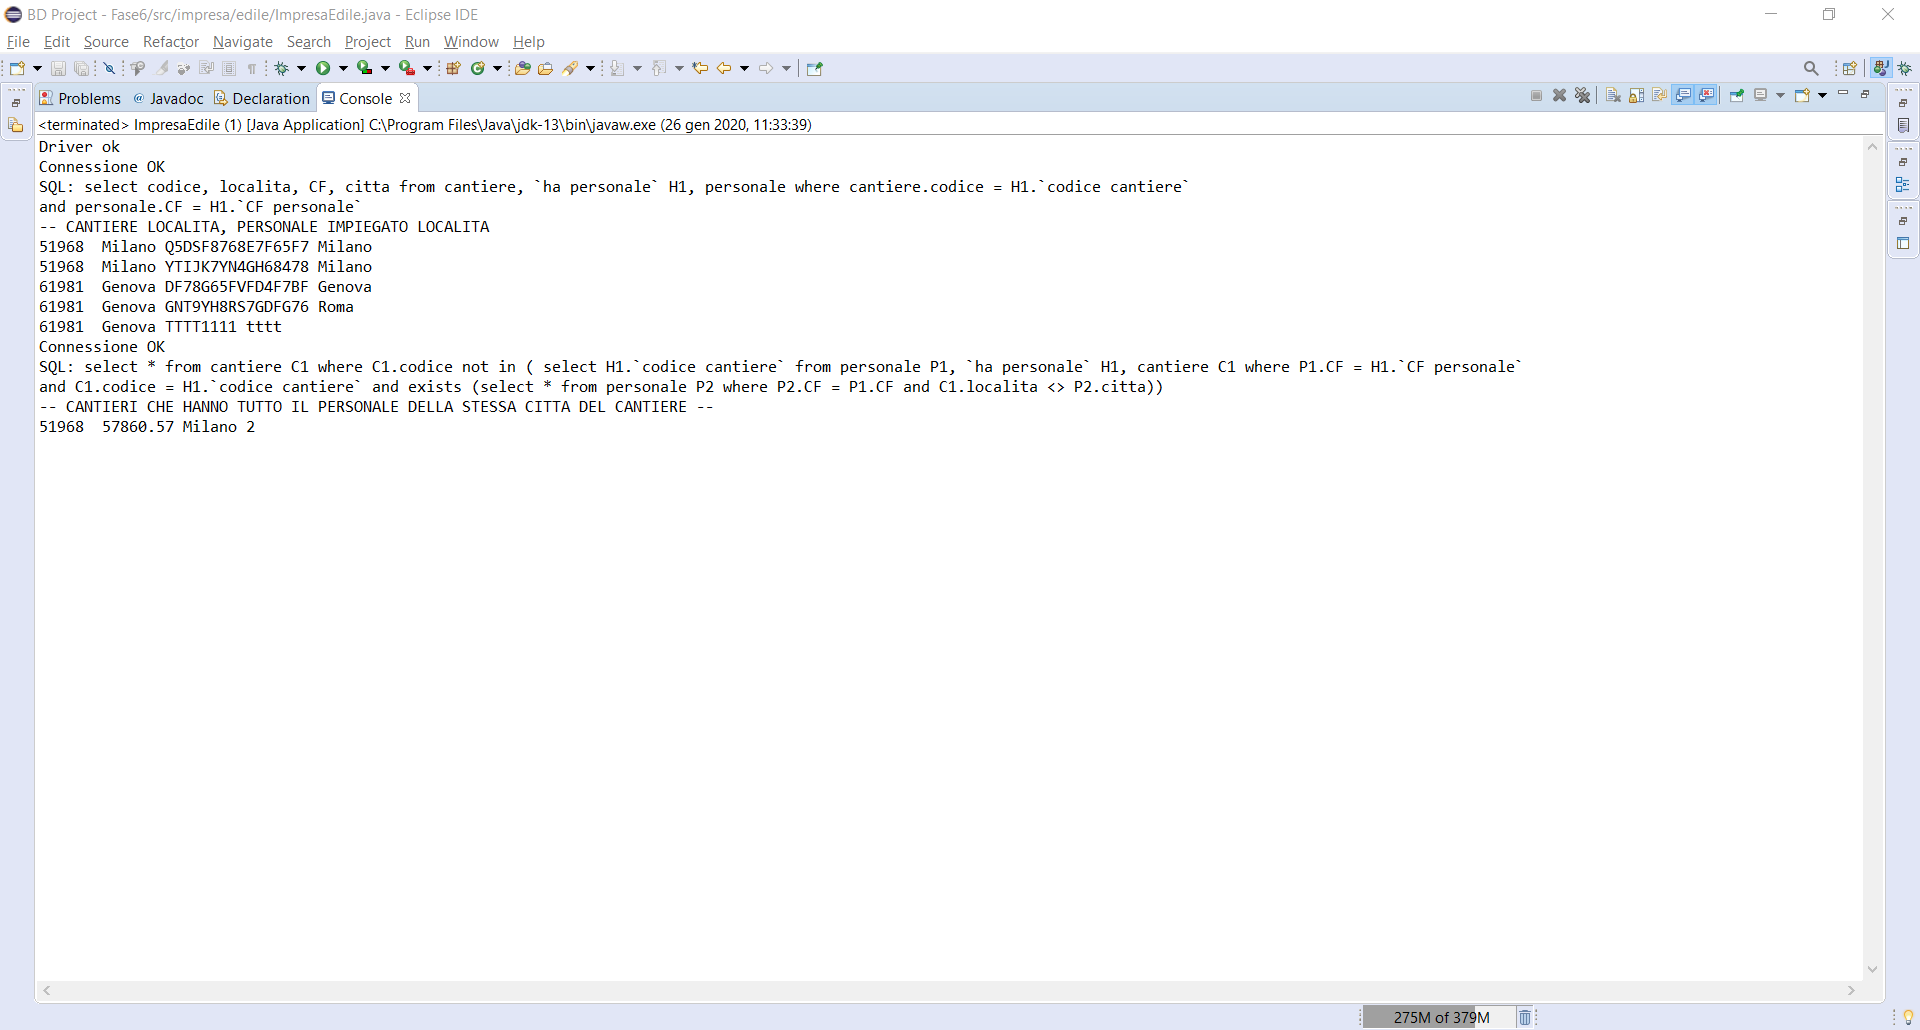 BD Project - Fase6/src/impresa/edile/ImpresaEdile.java - Eclipse IDE
File Edit Source Refactor Navigate Search Project Run Window Help
Problems @ Javadoc Declaration Console
<terminated> ImpresaEdile (1) [Java Application] C:\Program Files\Java\jdk-13\bin\javaw.exe (26 gen 2020, 11:33:39)
Driver ok
Connessione OK
SQL: select codice, localita, CF, citta from cantiere, `ha personale` H1, personale where cantiere.codice = H1.`codice cantiere`
and personale.CF = H1.`CF personale`
-- CANTIERE LOCALITA, PERSONALE IMPIEGATO LOCALITA
51968  Milano Q5DSF8768E7F65F7 Milano
51968  Milano YTIJK7YN4GH68478 Milano
61981  Genova DF78G65FVFD4F7BF Genova
61981  Genova GNT9YH8RS7GDFG76 Roma
61981  Genova TTTT1111 tttt
Connessione OK
SQL: select * from cantiere C1 where C1.codice not in ( select H1.`codice cantiere` from personale P1, `ha personale` H1, cantiere C1 where P1.CF = H1.`CF personale`
and C1.codice = H1.`codice cantiere` and exists (select * from personale P2 where P2.CF = P1.CF and C1.localita <> P2.citta))
-- CANTIERI CHE HANNO TUTTO IL PERSONALE DELLA STESSA CITTA DEL CANTIERE --
51968  57860.57 Milano 2
275M of 379M